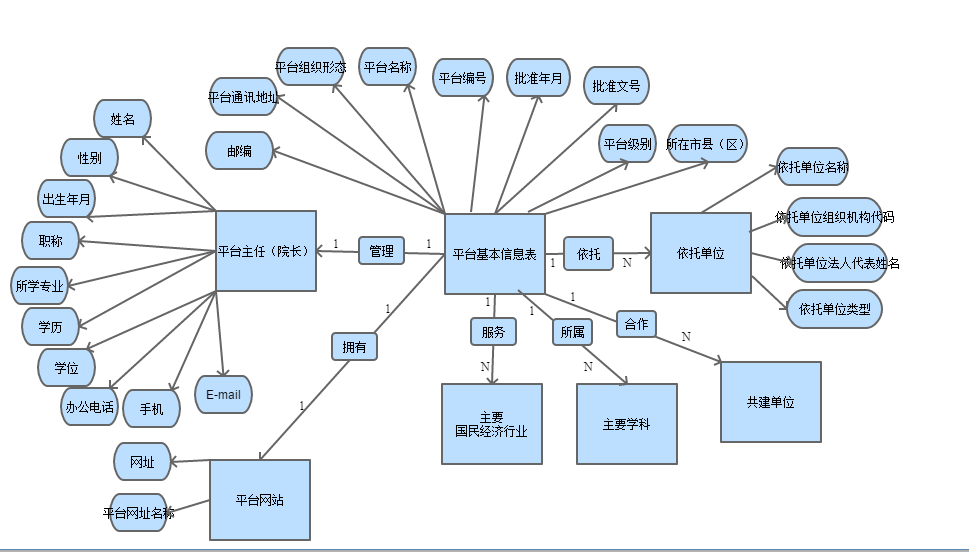 平台组织形态
平台名称
平台编号
批准年月
批准文号
平台通讯地址
姓名
邮编
平台级别
所在市县（区）
性别
依托单位名称
出生年月
依托单位组织机构代码
职称
平台主任（院长）
1
管理
1
平台基本信息表
1
依托
N
依托单位
依托单位法人代表姓名
所学专业
依托单位类型
学历
1
拥有
1
服务
1
所属
1
合作
N
学位
N
N
办公电话
手机
E-mail
1
主要
国民经济行业
主要学科
共建单位
网址
平台网站
平台网址名称